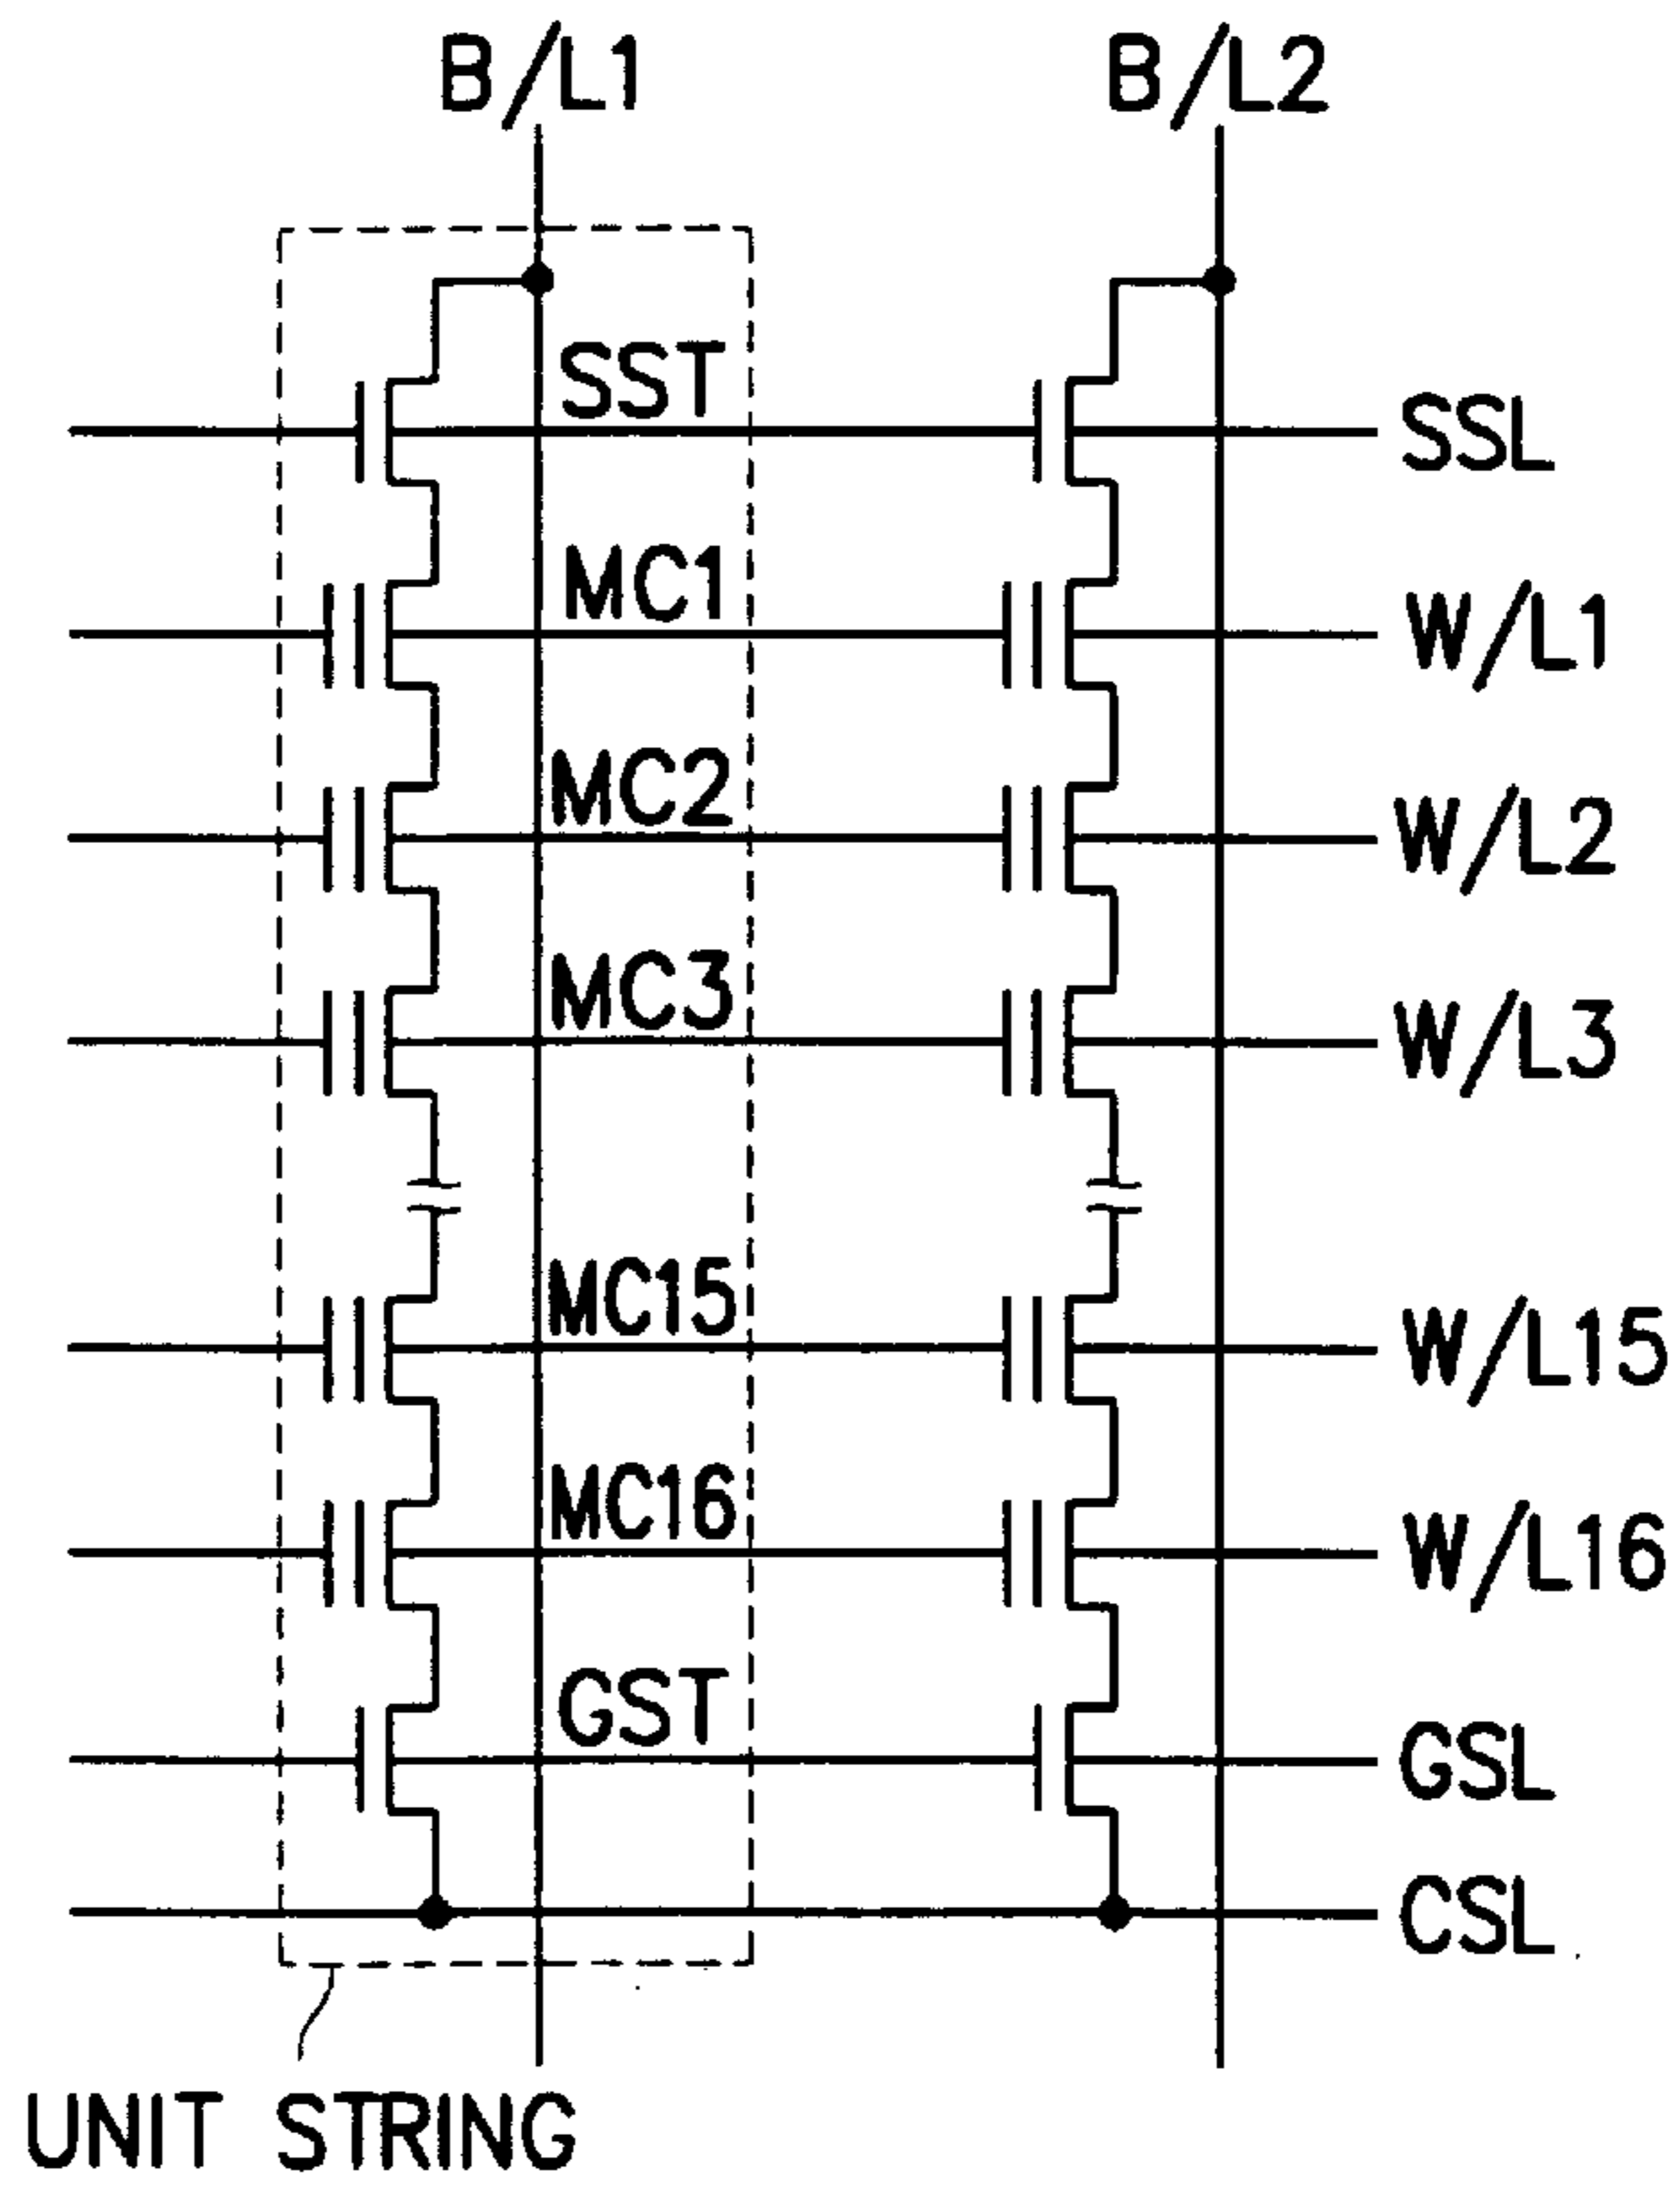 B/L1
B/L2
SST
SSL
MC1
W/L1
MC2
W/L2
MC3
W/L3
MC15
W/L15
MC16
W/L16
GST
GSL
CSL
UNIT STRING